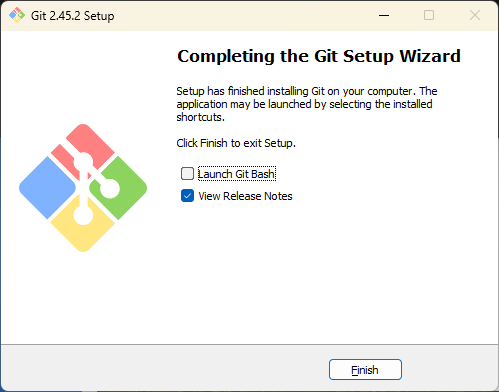 Git 2.45.2 Setup
Completing the Git Setup Wizard
Setup has finished installing Git on your computer. The
application may be launched by selecting the installed
shortcuts.
Click Finish to exit Setup.
Launch Git Bash
View Release Notes
Finish